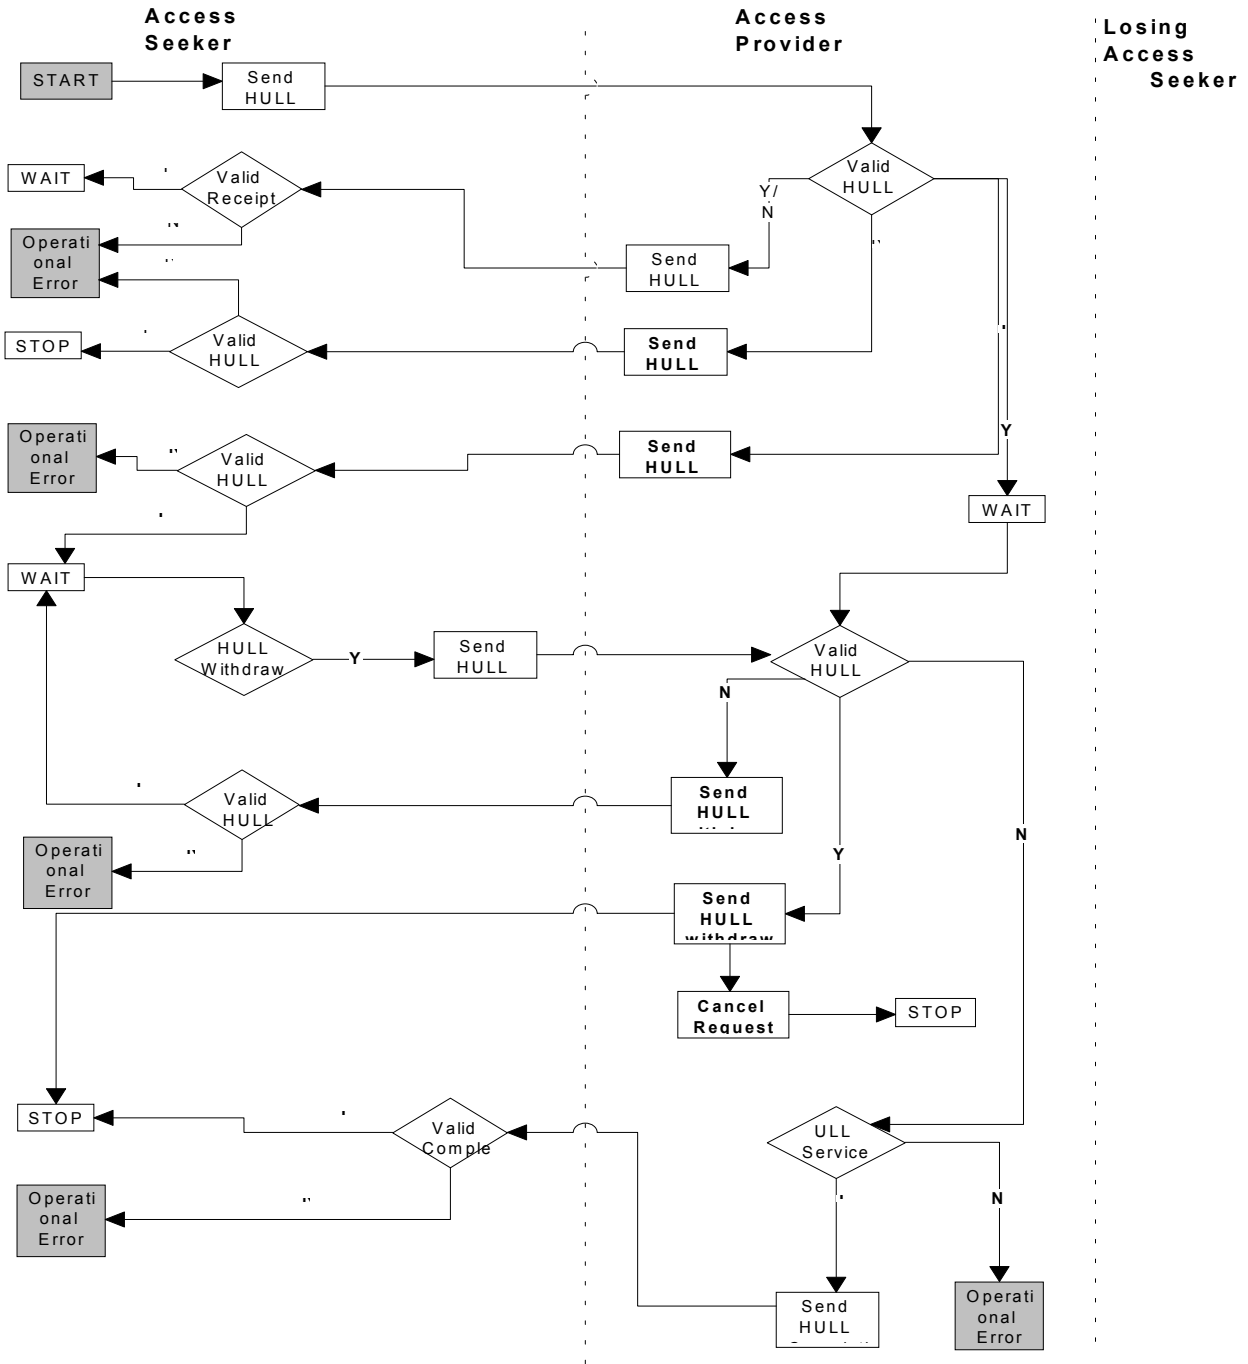 Access
Seeker
Access
Provider
Losing
Access
Seeker
START
Send
HULL
Valid
HULL
WAIT
Valid
Receipt
Y/
N
Operati
onal
Error
Send
HULL
STOP
Valid
HULL
Send
HULL
Operati
onal
Error
Valid
HULL
Send
HULL
Y
WAIT
WAIT
HULL
Withdraw
Y
Send
HULL
Valid
HULL
N
Valid
HULL
Send
HULL
N
Operati
onal
Error
Y
Send
HULL
withdraw
Cancel
Request
STOP
STOP
Valid
Comple
ULL
Service
Operati
onal
Error
N
Send
HULL
Operati
onal
Error